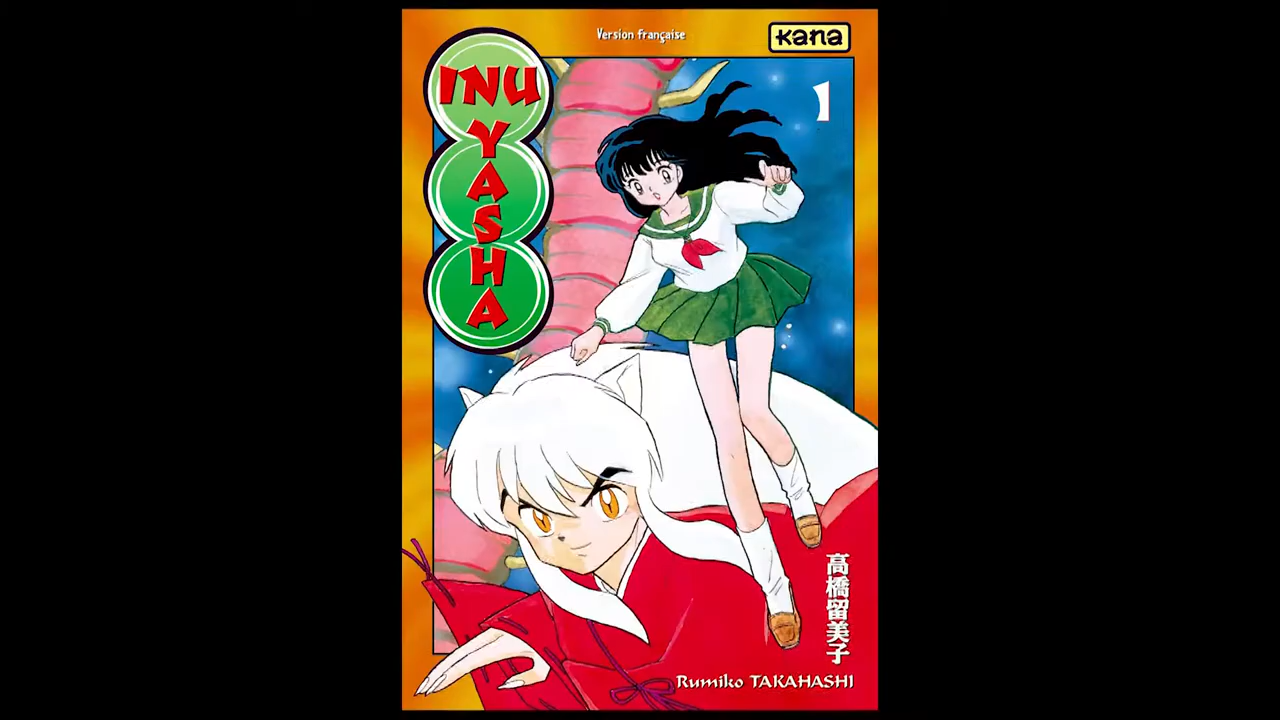 Version française
kana
INU
YASHA
1
高橋留美子
Rumiko TAKAHASHI